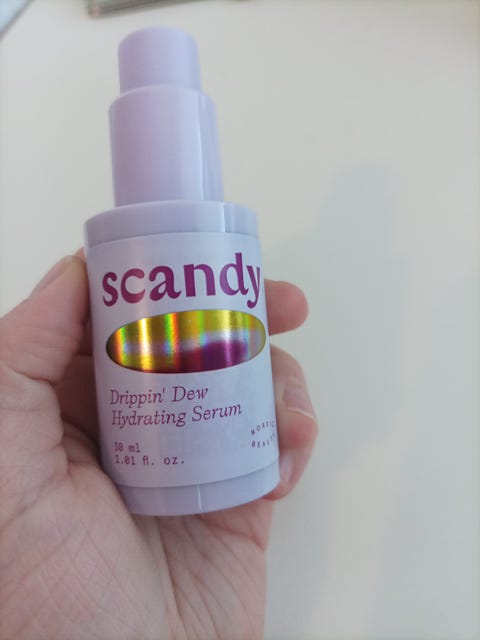 scandy
Drippin' Dew
Hydrating Serum
30 ml
1.01 fl. oz.